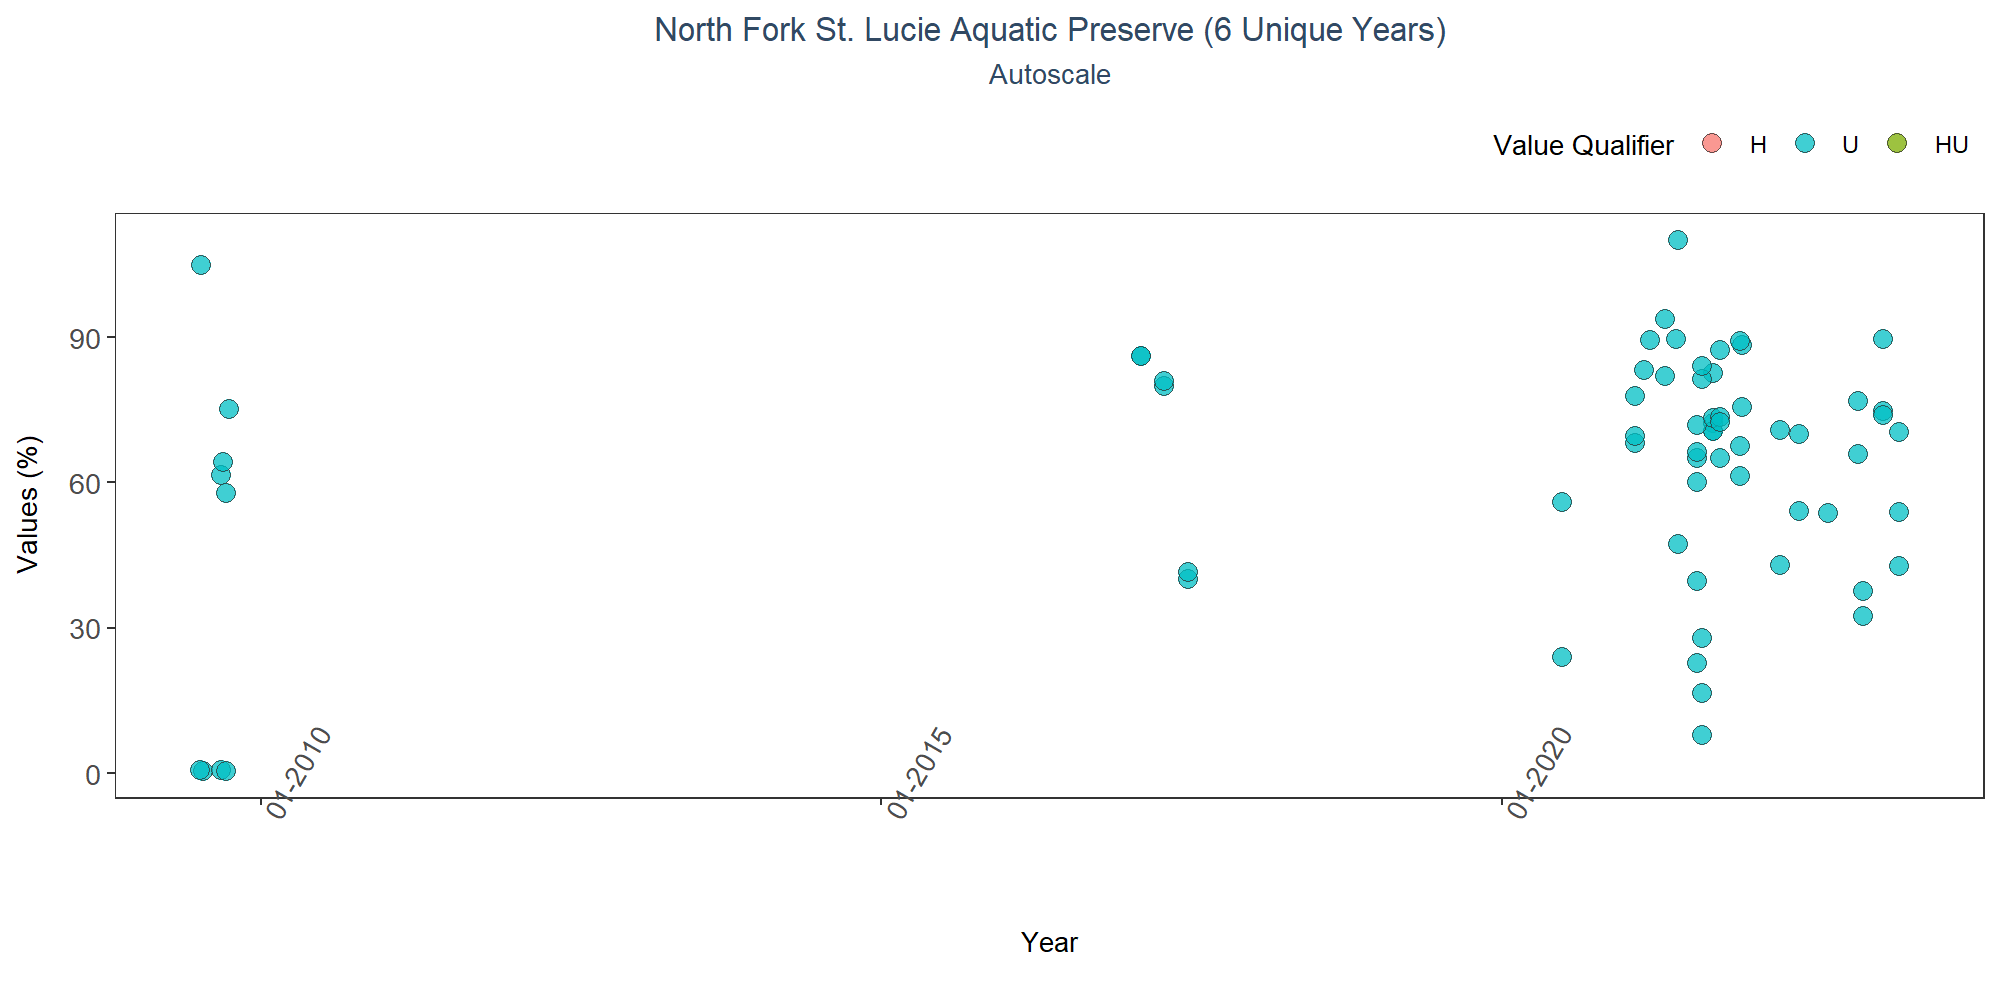 North Fork St. Lucie Aquatic Preserve (6 Unique Years)
Autoscale
Value Qualifier H U HU
Values (%)
90
60
30
0
01-2010 01-2015 01-2020
Year